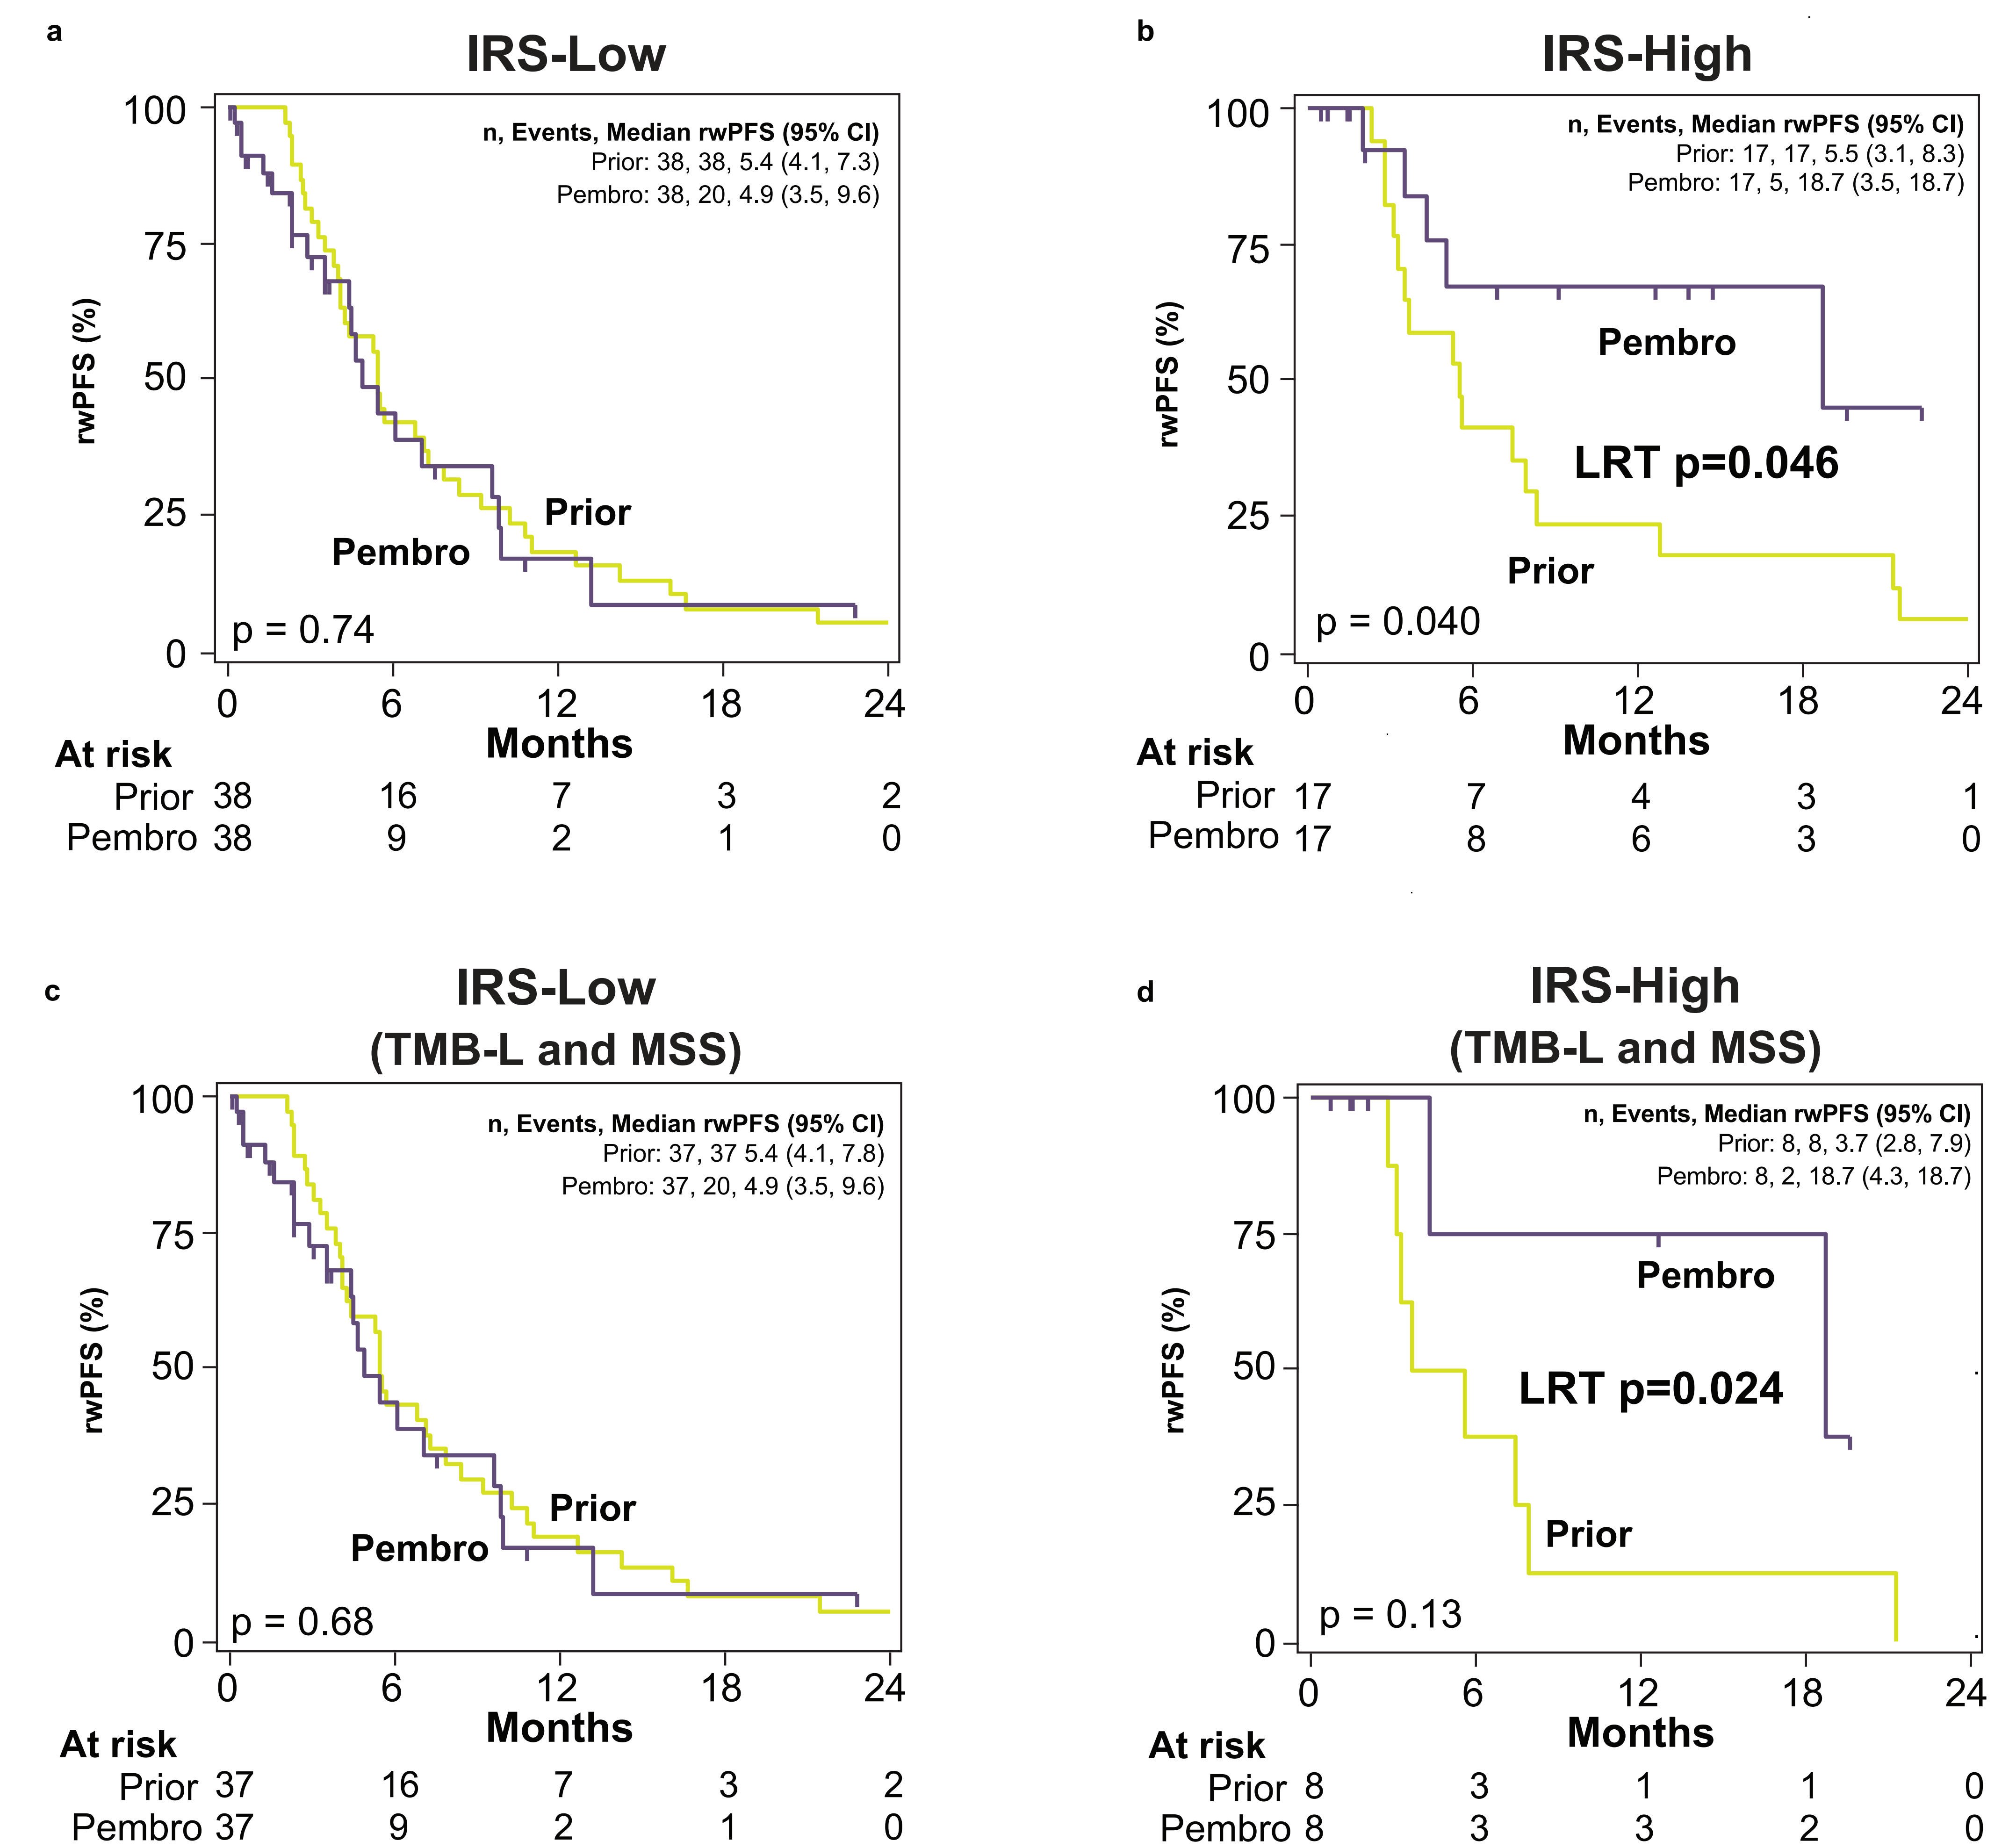 a
IRS-Low
100
75
50
25
0
rwPFS (%)
n, Events, Median rwPFS (95% CI)
Prior: 38, 38, 5.4 (4.1, 7.3)
Pembro: 38, 20, 4.9 (3.5, 9.6)
Prior
Pembro
p = 0.74
0 6 12 18 24
Months
At risk
Prior 38 16 7 3 2
Pembro 38 9 2 1 0
b
IRS-High
100
75
50
25
0
rwPFS (%)
n, Events, Median rwPFS (95% CI)
Prior: 17, 17, 5.5 (3.1, 8.3)
Pembro: 17, 5, 18.7 (3.5, 18.7)
Pembro
LRT p=0.046
Prior
p = 0.040
0 6 12 18 24
Months
At risk
Prior 17 7 4 3 1
Pembro 17 8 6 3 0
c
IRS-Low
(TMB-L and MSS)
100
75
50
25
0
rwPFS (%)
n, Events, Median rwPFS (95% CI)
Prior: 37, 37 5.4 (4.1, 7.8)
Pembro: 37, 20, 4.9 (3.5, 9.6)
Prior
Pembro
p = 0.68
0 6 12 18 24
Months
At risk
Prior 37 16 7 3 2
Pembro 37 9 2 1 0
d
IRS-High
(TMB-L and MSS)
100
75
50
25
0
rwPFS (%)
n, Events, Median rwPFS (95% CI)
Prior: 8, 8, 3.7 (2.8, 7.9)
Pembro: 8, 2, 18.7 (4.3, 18.7)
Pembro
LRT p=0.024
Prior
p = 0.13
0 6 12 18 24
Months
At risk
Prior 8 3 1 1 0
Pembro 8 3 3 2 0